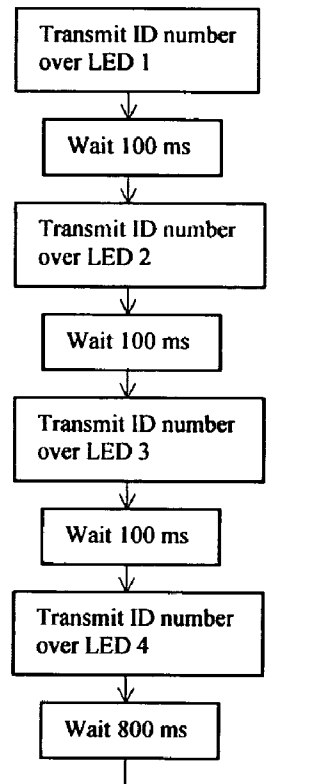 Transmit ID number
over LED 1
Wait 100 ms
Transmit ID number
over LED 2
Wait 100 ms
Transmit ID number
over LED 3
Wait 100 ms
Transmit ID number
over LED 4
Wait 800 ms